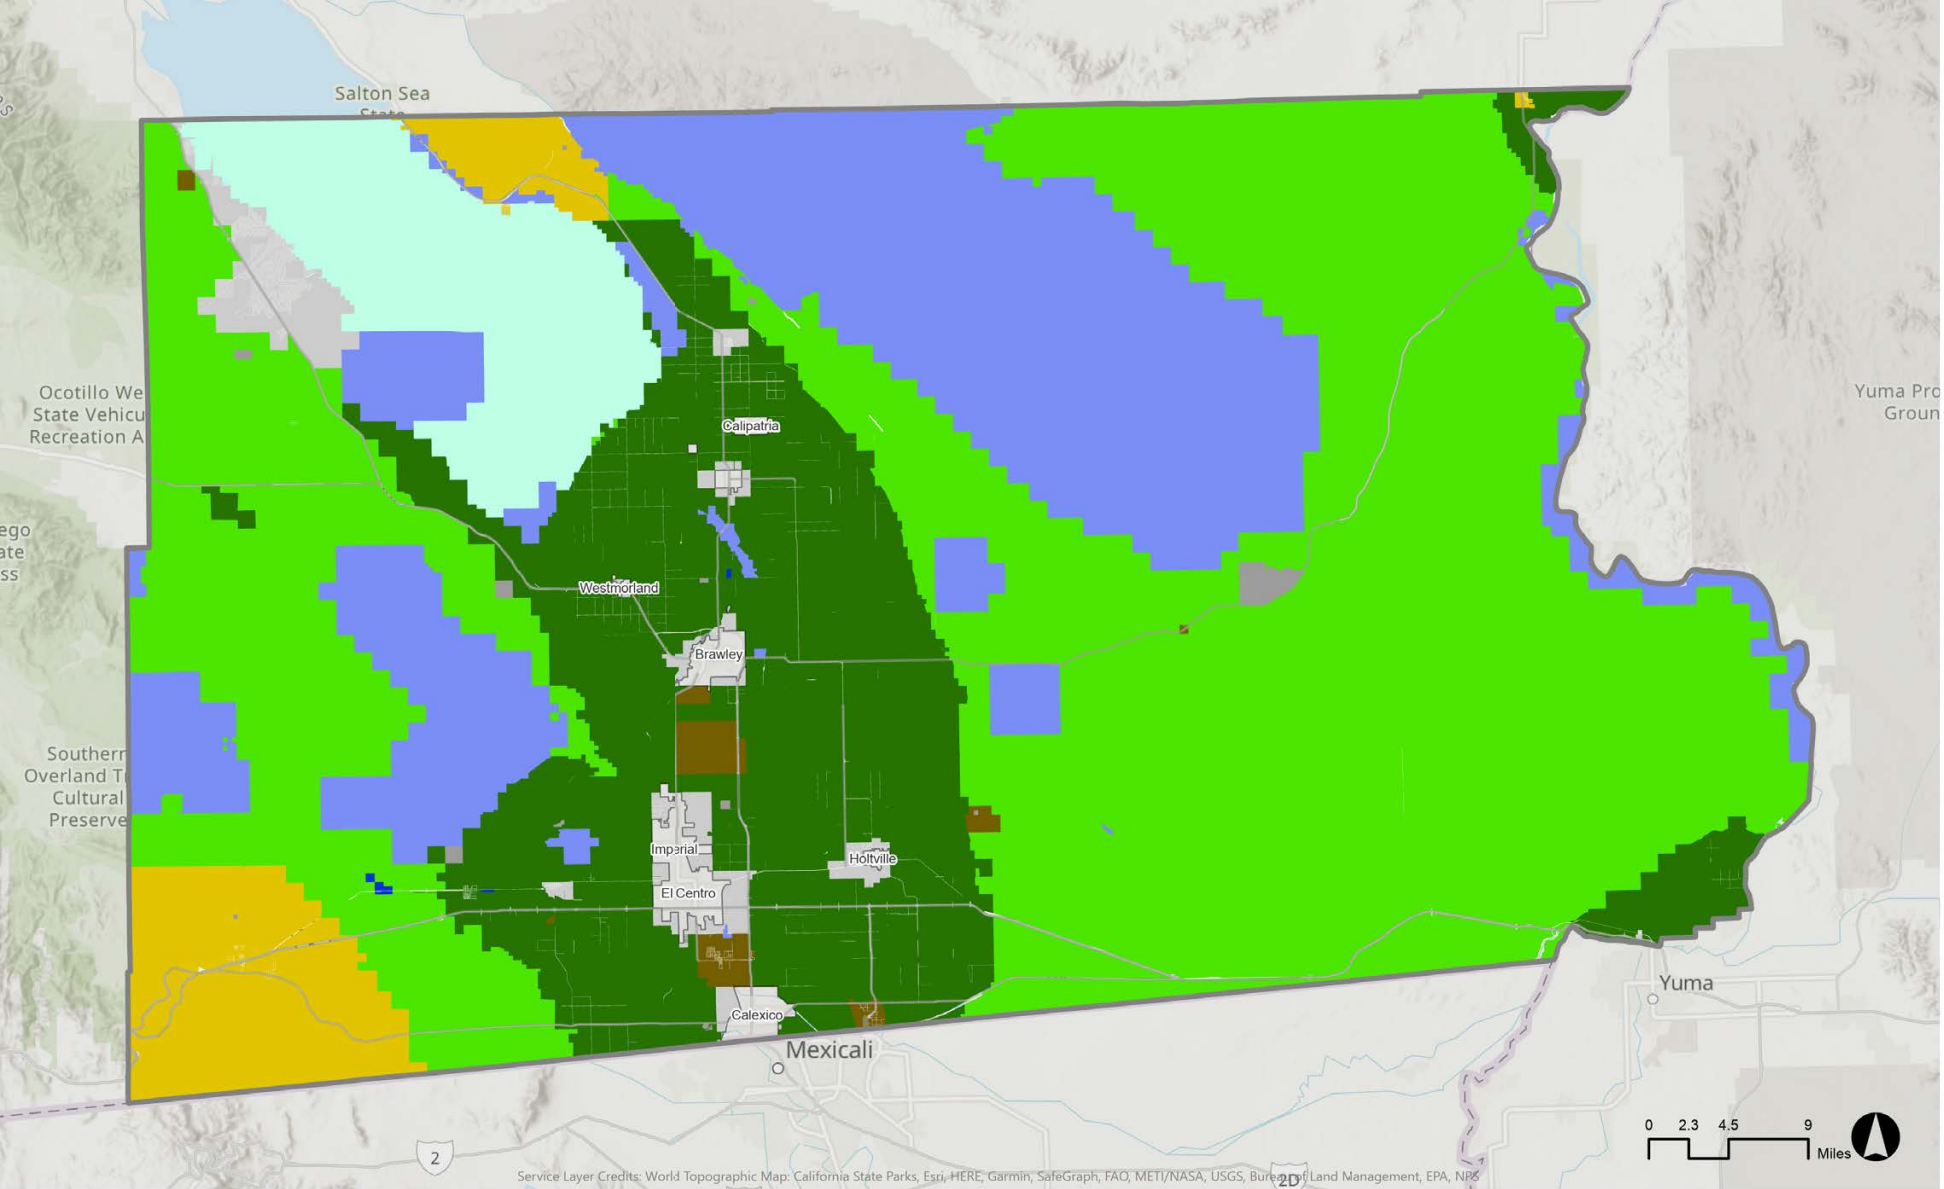 Salton Sea
State
Ocotillo We
State Vehicu
Recreation A
Yuma Pro
Groun
Calipatria
ego
ate
ss
Westmorland
Brawley
Southern
Overland T
Cultural
Preserve
Imperial
Holtville
El Centro
Calexico
Yuma
Mexicali
0 2.3 4.5 9
Miles
2
2D
Service Layer Credits: World Topographic Map: California State Parks, Esri, HERE, Garmin, SafeGraph, FAO, METI/NASA, USGS, Bureau of Land Management, EPA, NPS